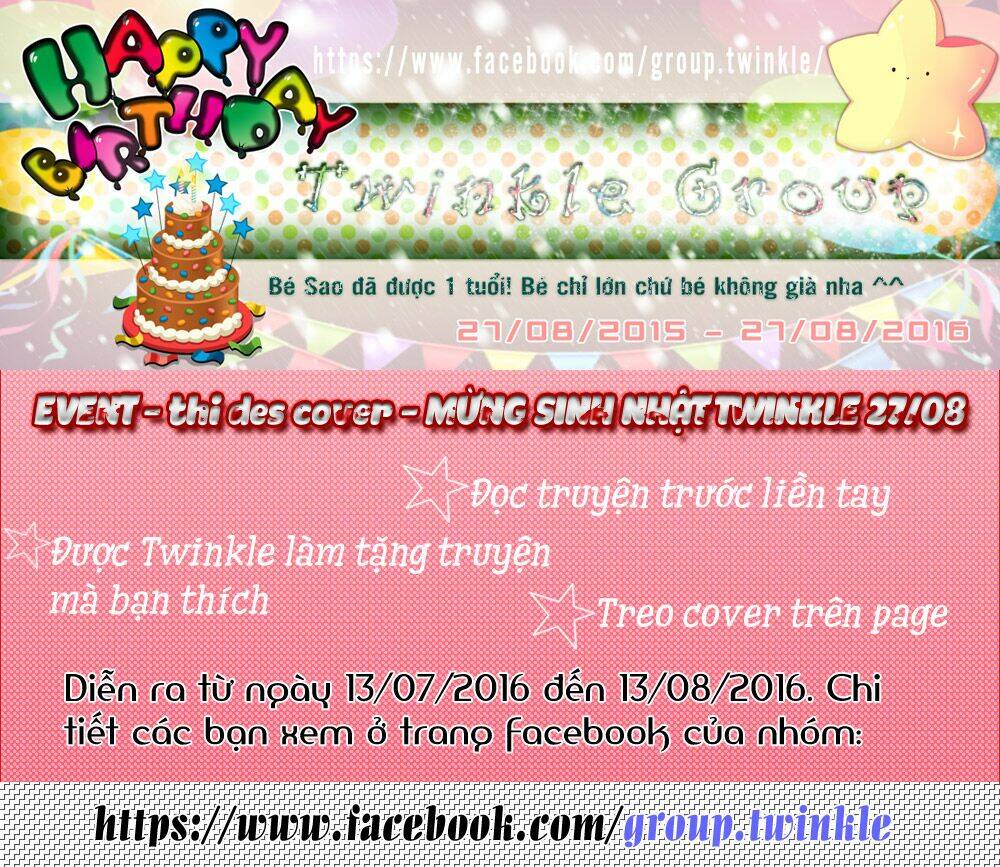 HAPPY
BIRTHDAY
https://www.facebook.com/group.twinkle/
Twinkle Group
Bé Sao đã được 1 tuổi! Bé chỉ lớn chứ bé không già nha ^^
27/08/2015 - 27/08/2016
EVENT - thi des cover - MỪNG SINH NHẬT TWINKLE 27/08
Đọc truyện trước liền tay
Được Twinkle làm tặng truyện
mà bạn thích
Treo cover trên page
Diễn ra từ ngày 13/07/2016 đến 13/08/2016. Chi
tiết các bạn xem ở trang facebook của nhóm:
https://www.facebook.com/group.twinkle